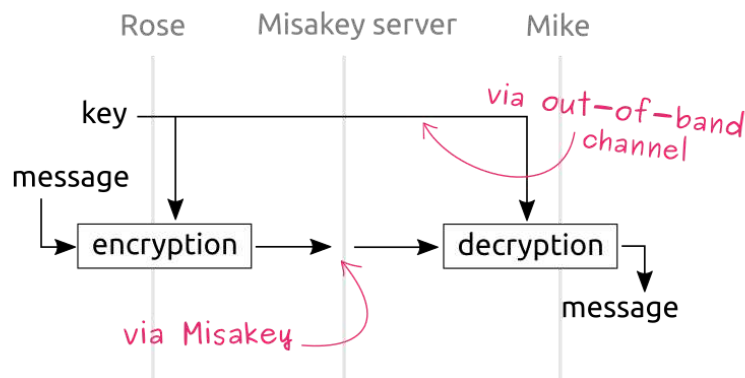 Rose
Misakey server
Mike
key
via out-of-band
channel
message
encryption
decryption
via Misakey
message